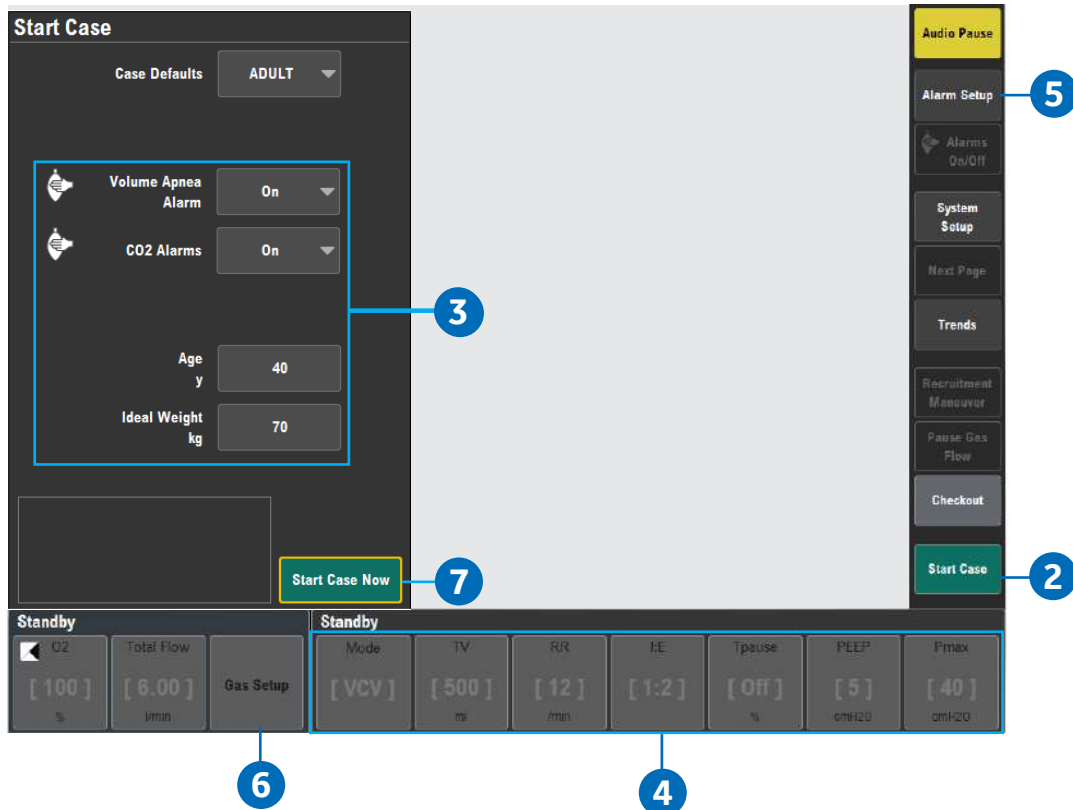 Start Case
Case Defaults
ADULT
Volume Apnea
Alarm
On
CO2 Alarms
On
Age
y
40
Ideal Weight
kg
70
Start Case Now
3
7
Audio Pause
Alarm Setup
5
Alarms
On/Off
System
Setup
Next Page
Trends
Recruitment
Maneuver
Pause Gas
Flow
Checkout
Start Case
2
Standby
O2
[ 100 ]
%
Total Flow
[ 6.00 ]
l/min
Gas Setup
6
Standby
Mode
[ VCV ]
TV
[ 500 ]
ml
RR
[ 12 ]
/min
I:E
[ 1:2 ]
Tpause
[ Off ]
%
PEEP
[ 5 ]
cmH2O
Pmax
[ 40 ]
cmH2O
4